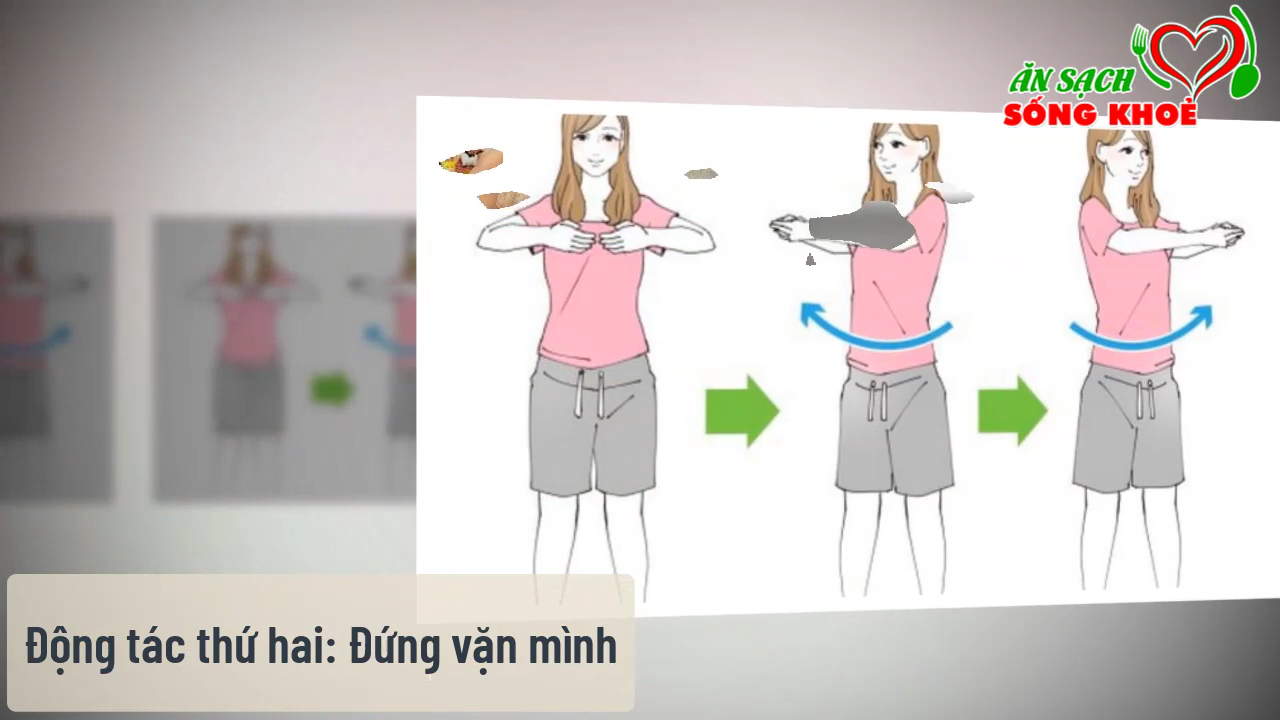 ĂN SẠCH
SỐNG KHOẺ
Động tác thứ hai: Đứng vặn mình